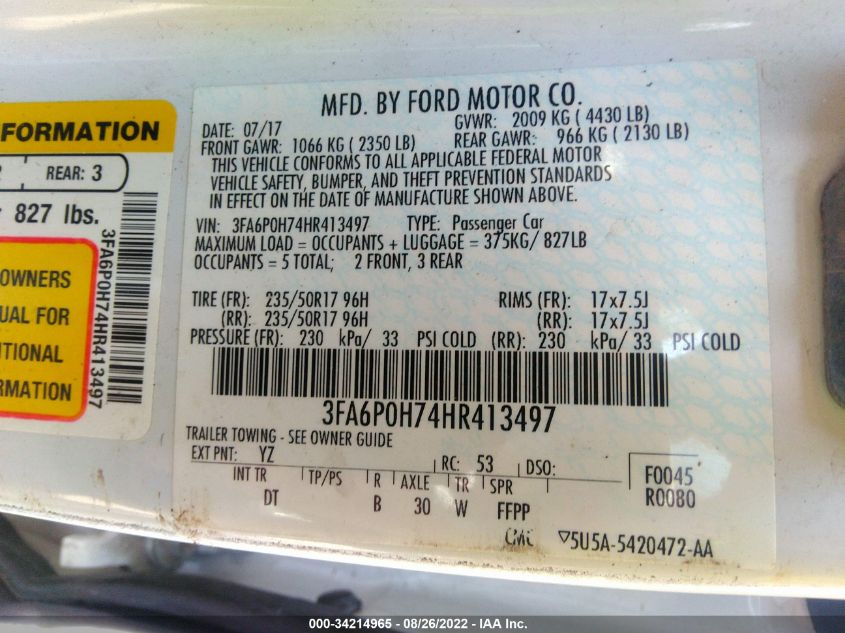 FORMATION
REAR: 3
827 lbs.
OWNERS
UAL FOR
ITIONAL
RMATION
3FA6P0H74HR413497
MFD. BY FORD MOTOR CO.
DATE: 07/17 GVWR: 2009 KG ( 4430 LB)
FRONT GAWR: 1066 KG ( 2350 LB) REAR GAWR: 966 KG ( 2130 LB)
THIS VEHICLE CONFORMS TO ALL APPLICABLE FEDERAL MOTOR
VEHICLE SAFETY, BUMPER, AND THEFT PREVENTION STANDARDS
IN EFFECT ON THE DATE OF MANUFACTURE SHOWN ABOVE.
VIN: 3FA6P0H74HR413497 TYPE: Passenger Car
MAXIMUM LOAD = OCCUPANTS + LUGGAGE = 375KG/ 827LB
OCCUPANTS = 5 TOTAL; 2 FRONT, 3 REAR
TIRE (FR): 235/50R17 96H RIMS (FR): 17x7.5J
(RR): 235/50R17 96H (RR): 17x7.5J
PRESSURE (FR): 230 kPa/ 33 PSI COLD (RR): 230 kPa/ 33 PSI COLD
3FA6P0H74HR413497
TRAILER TOWING - SEE OWNER GUIDE
EXT PNT: YZ RC: 53 DSO: F0045
INT TR TP/PS R AXLE TR SPR R0080
DT B 30 W FFPP
CMC ▽5U5A-5420472-AA
000-34214965 - 08/26/2022 - IAA Inc.